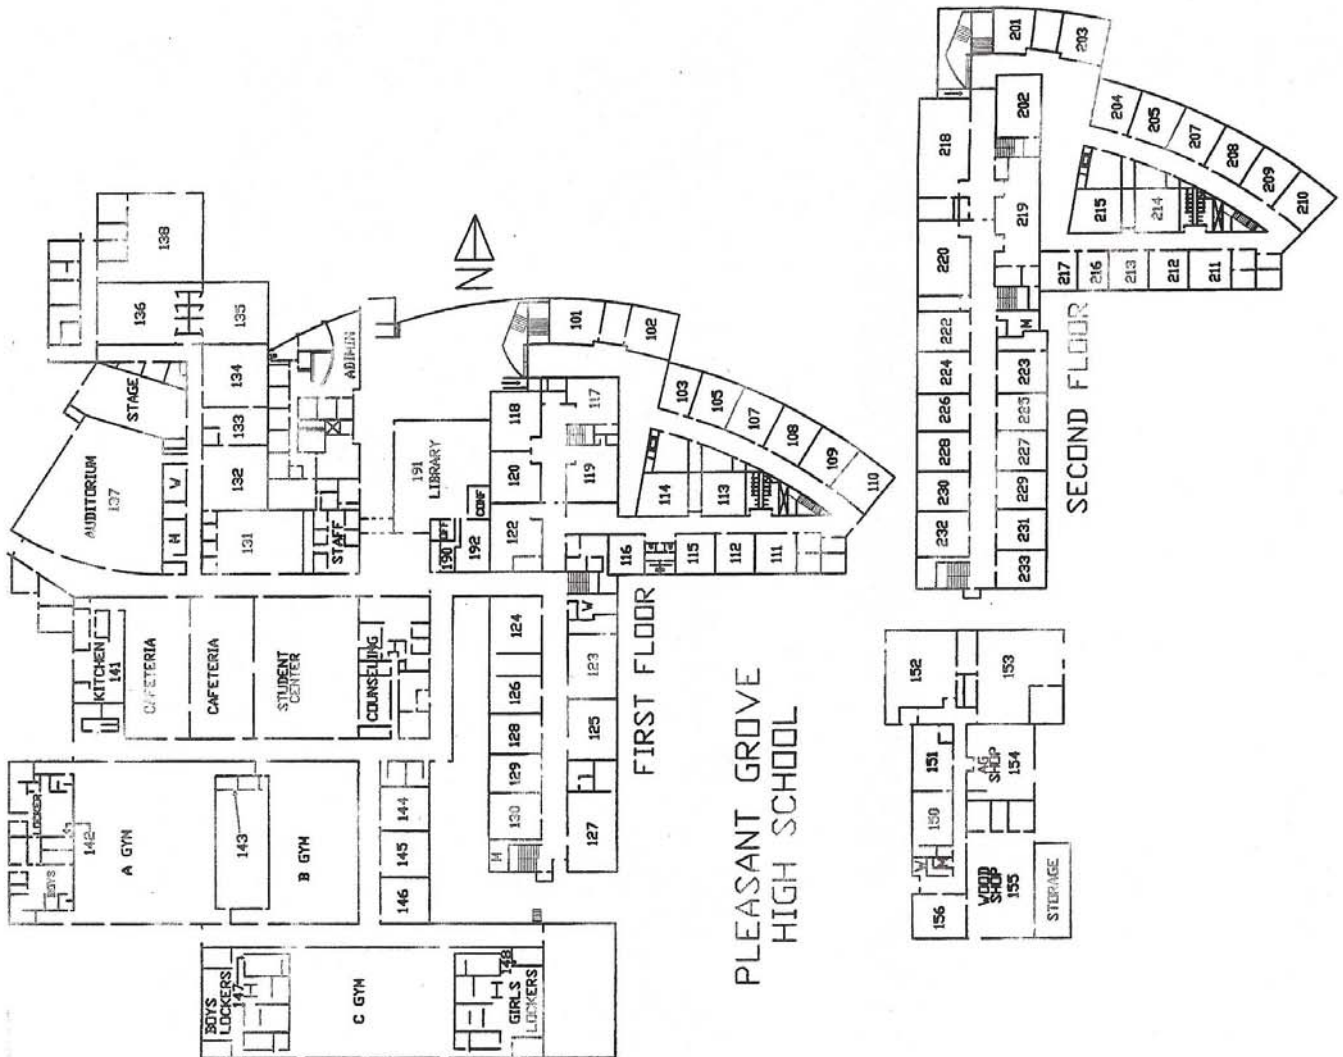 PLEASANT GROVE
HIGH SCHOOL
FIRST FLOOR
SECOND FLOOR
N
138
136
135
134
133
132
131
STAGE
AUDITORIUM
137
W
M
STAFF
ADMIN
191
LIBRARY
CONF
OFF
190
192
101
102
103
105
107
108
109
110
117
118
119
120
122
114
113
116
115
112
111
W
124
123
126
128
125
129
130
127
M
KITCHEN
141
CAFETERIA
CAFETERIA
STUDENT
CENTER
COUNSELING
LOCKER
BOYS
142
A GYM
143
B GYM
144
145
146
BOYS
LOCKERS
147
C GYM
148
GIRLS
LOCKERS
201
203
202
204
205
207
208
209
210
218
219
220
215
214
217
216
213
212
211
M
222
223
224
225
226
227
228
229
230
231
232
233
152
153
151
AG
SHOP
154
150
W
M
156
WOOD
SHOP
155
STORAGE